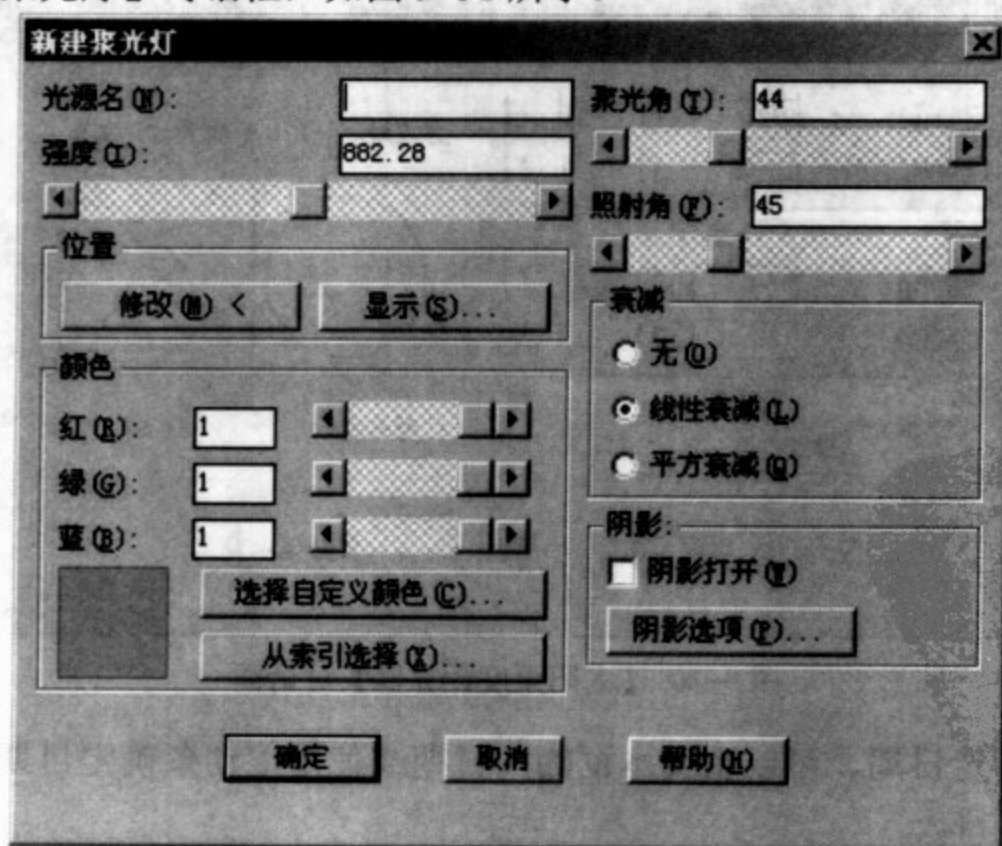 新建聚光灯
光源名(N):
强度(I): 882.28
位置
修改(M) <
显示(S)...
颜色
红(R): 1
绿(G): 1
蓝(B): 1
选择自定义颜色(C)...
从索引选择(X)...
聚光角(T): 44
照射角(F): 45
衰减
无(O)
线性衰减(L)
平方衰减(Q)
阴影:
阴影打开(W)
阴影选项(P)...
确定
取消
帮助(H)